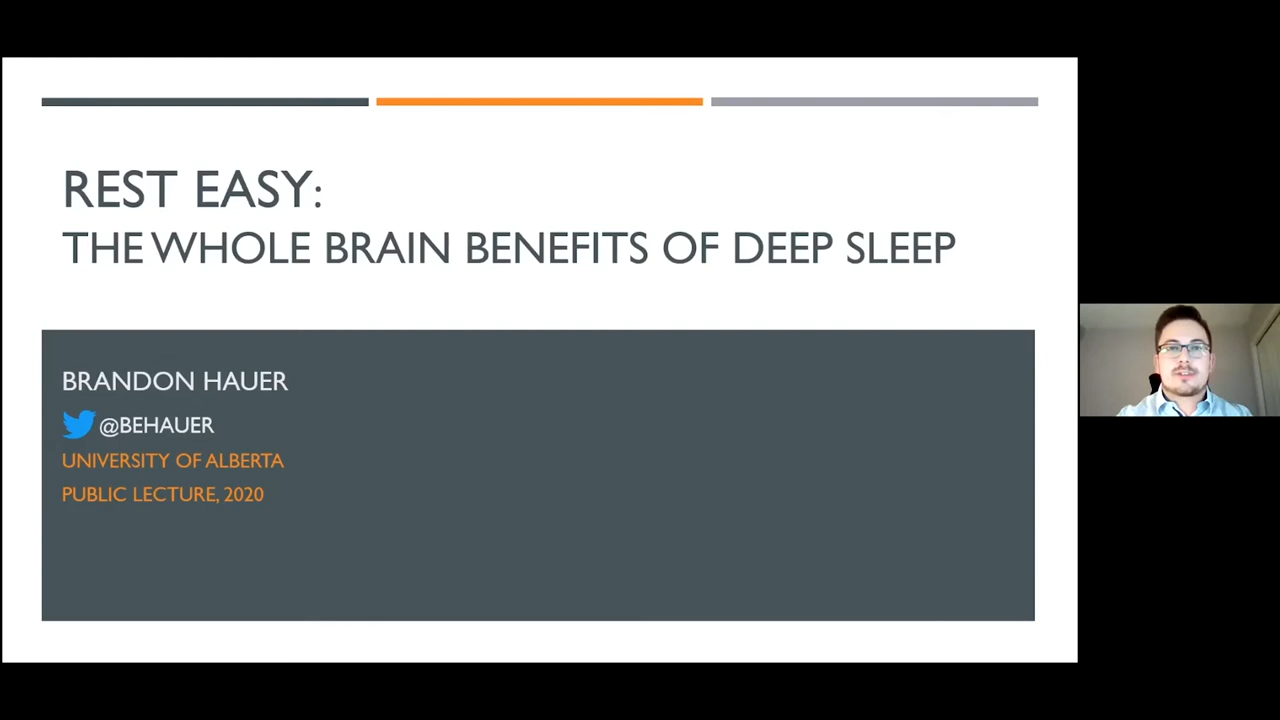 REST EASY:
THE WHOLE BRAIN BENEFITS OF DEEP SLEEP
BRANDON HAUER
@BEHAUER
UNIVERSITY OF ALBERTA
PUBLIC LECTURE, 2020